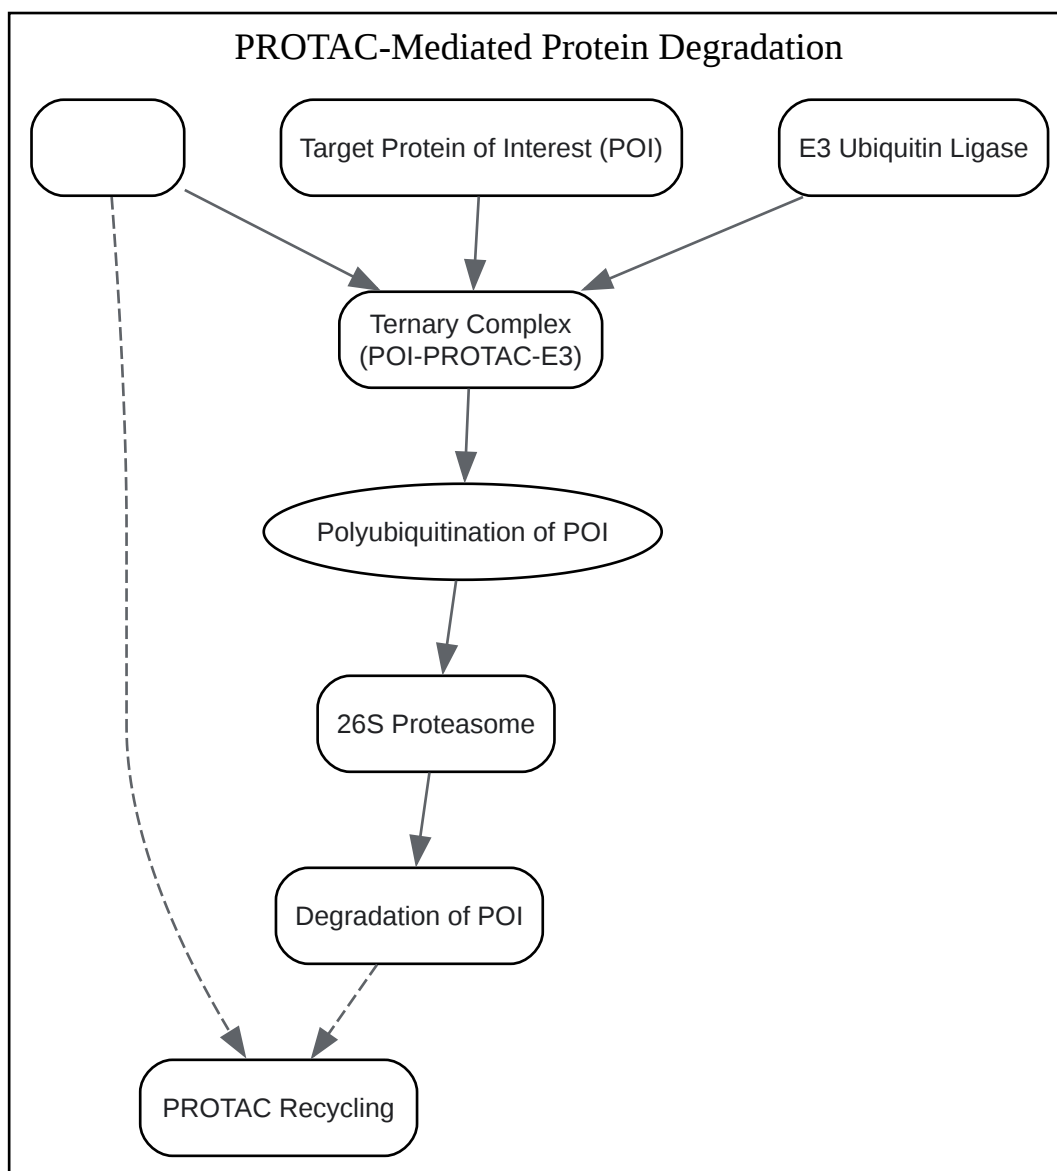 PROTAC-Mediated Protein Degradation
Target Protein of Interest (POI)
E3 Ubiquitin Ligase
Ternary Complex
(POI-PROTAC-E3)
Polyubiquitination of POI
26S Proteasome
Degradation of POI
PROTAC Recycling